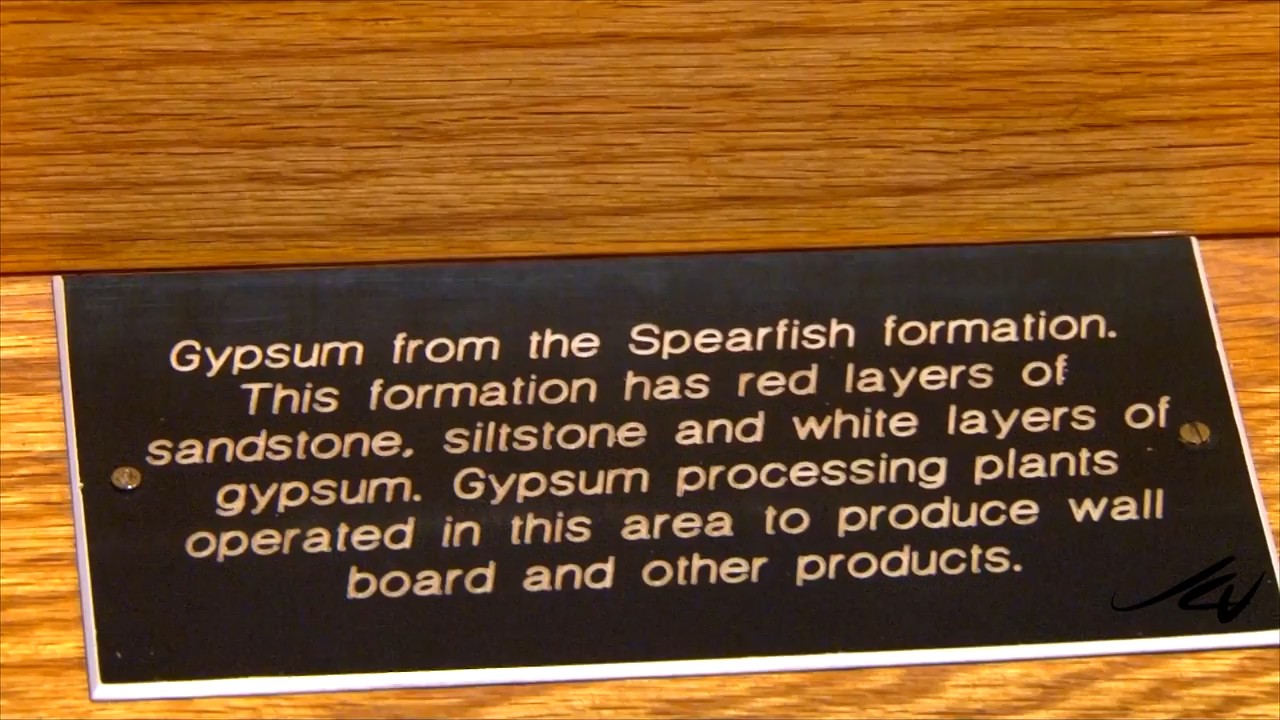 Gypsum from the Spearfish formation.
This formation has red layers of
sandstone, siltstone and white layers of
gypsum. Gypsum processing plants
operated in this area to produce wall
board and other products.